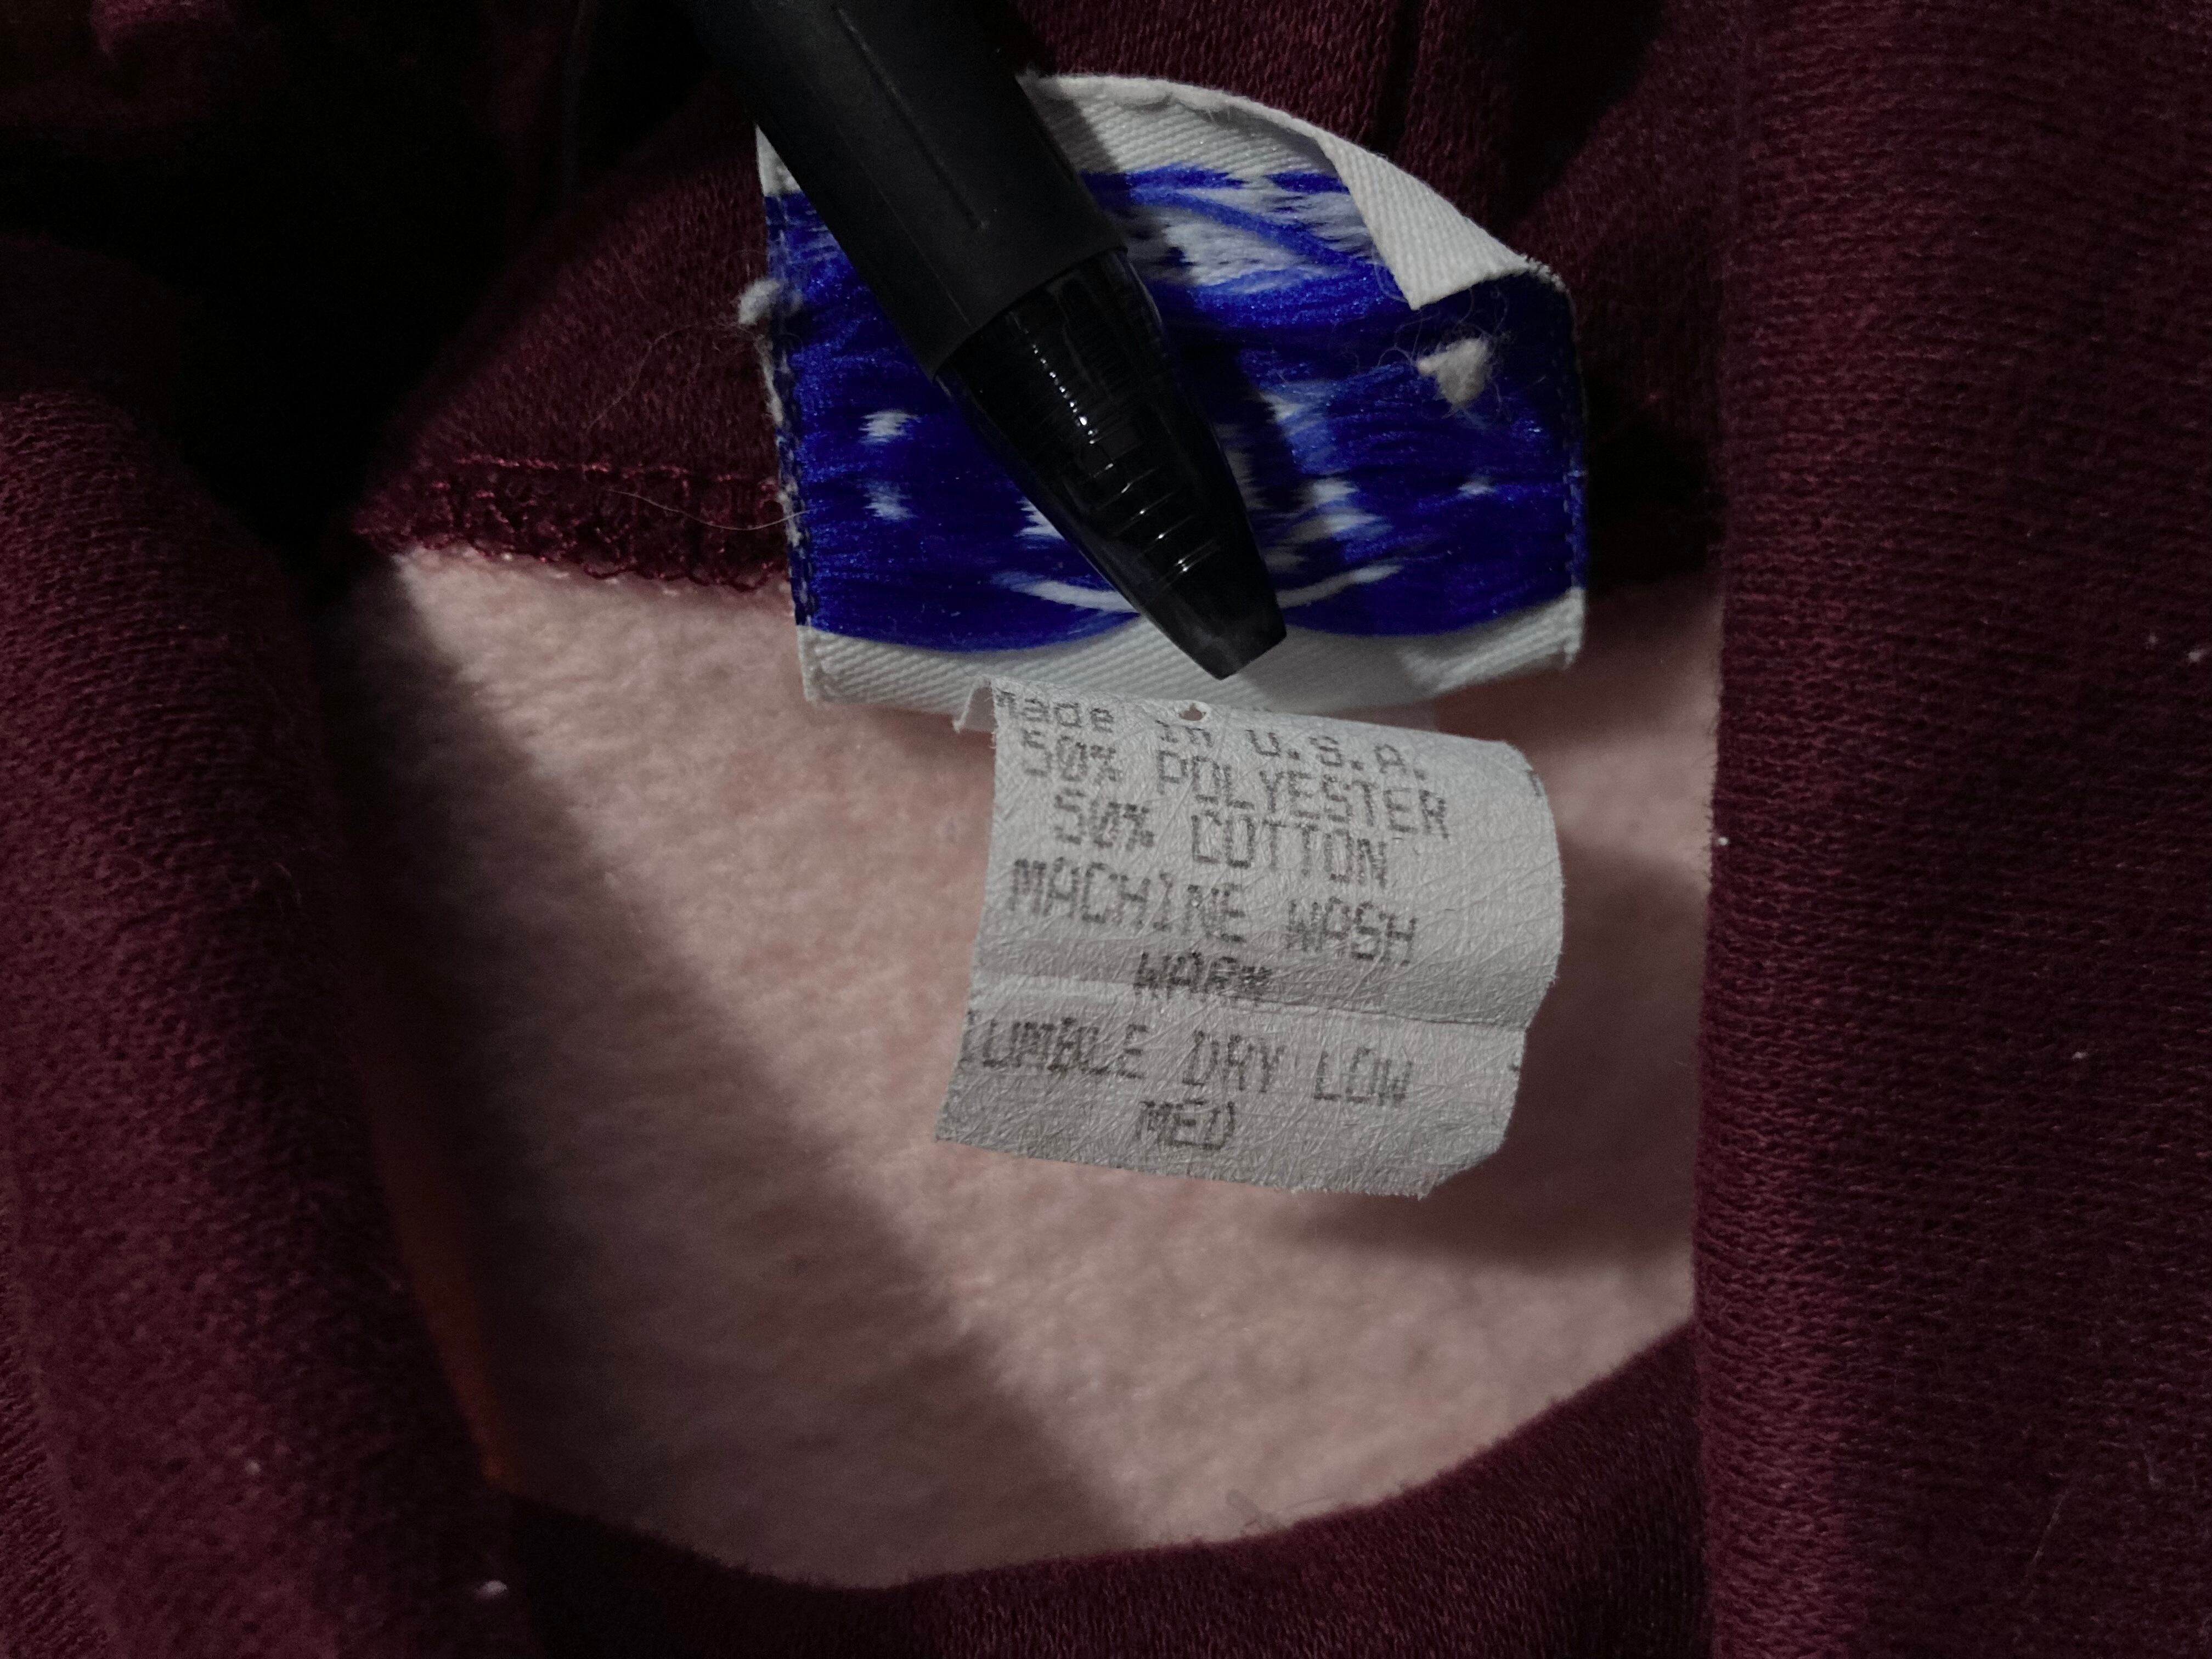 made in U.S.A.
50% POLYESTER
50% COTTON
MACHINE WASH
WARM
TUMBLE DRY LOW
MED